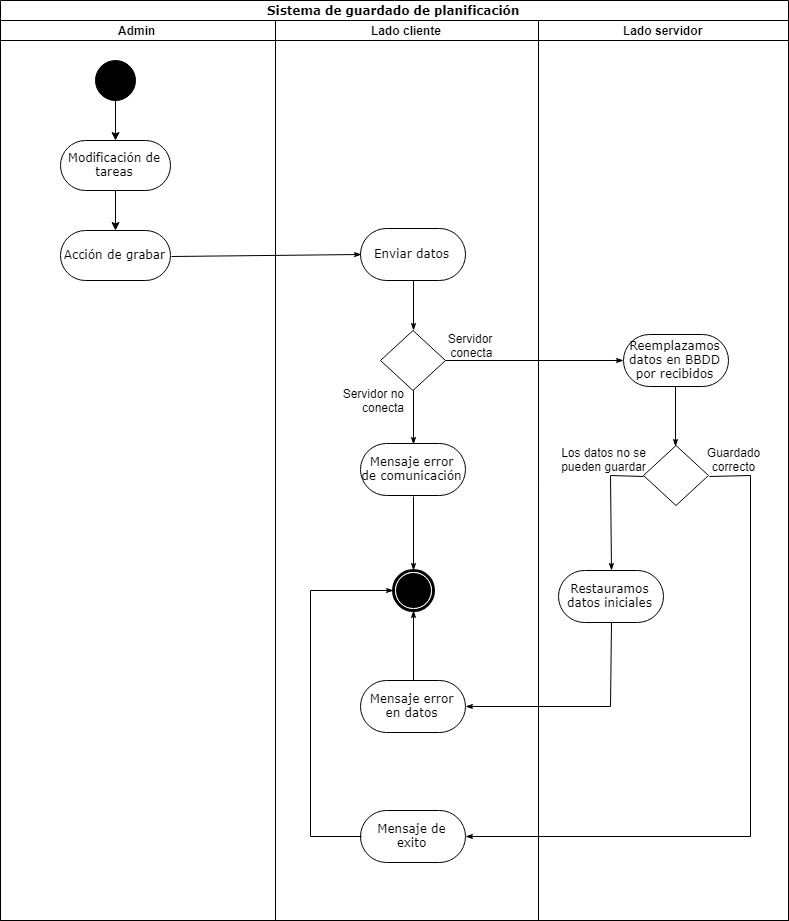 Sistema de guardado de planificación
Admin
Lado cliente
Lado servidor
Modificación de
tareas
Acción de grabar
Enviar datos
Servidor
conecta
Servidor no
conecta
Reemplazamos
datos en BBDD
por recibidos
Mensaje error
de comunicación
Los datos no se
pueden guardar
Guardado
correcto
Restauramos
datos iniciales
Mensaje error
en datos
Mensaje de
exito